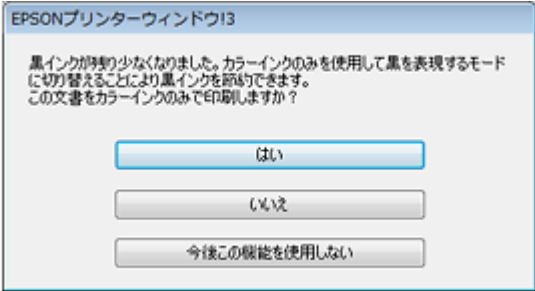 EPSONプリンターウィンドウ!3
黒インクが残り少なくなりました。カラーインクのみを使用して黒を表現するモード
に切り替えることにより黒インクを節約できます。
この文書をカラーインクのみで印刷しますか？
はい
いいえ
今後この機能を使用しない